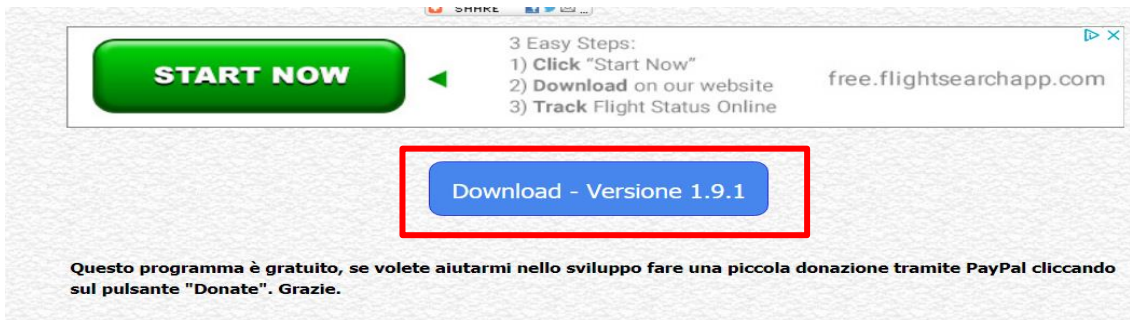 SHARE
START NOW
3 Easy Steps:
1) Click “Start Now”
2) Download on our website
3) Track Flight Status Online
free.flightsearchapp.com
Download - Versione 1.9.1
Questo programma è gratuito, se volete aiutarmi nello sviluppo fare una piccola donazione tramite PayPal cliccando
sul pulsante "Donate". Grazie.